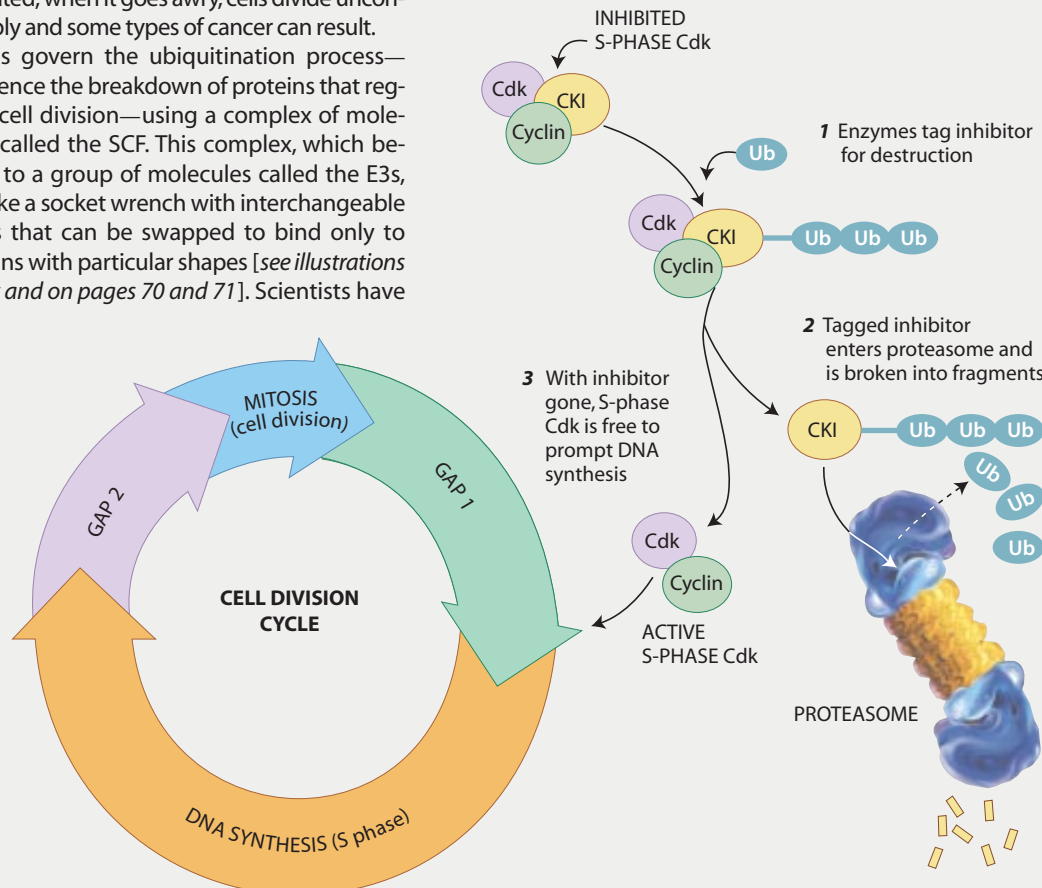 ated, when it goes awry, cells divide uncon-
bly and some types of cancer can result.
s govern the ubiquitination process—
ence the breakdown of proteins that reg-
cell division—using a complex of mole-
called the SCF. This complex, which be-
to a group of molecules called the E3s,
ke a socket wrench with interchangeable
s that can be swapped to bind only to
ns with particular shapes [see illustrations
and on pages 70 and 71]. Scientists have
INHIBITED
S-PHASE Cdk
Cdk
CKI
Cyclin
Ub
1 Enzymes tag inhibitor
for destruction
Cdk
CKI
Cyclin
Ub Ub Ub
2 Tagged inhibitor
enters proteasome and
is broken into fragments
3 With inhibitor
gone, S-phase
Cdk is free to
prompt DNA
synthesis
CKI
Ub Ub Ub
Ub
Ub
Ub
Cdk
Cyclin
ACTIVE
S-PHASE Cdk
PROTEASOME
MITOSIS
(cell division)
GAP 1
GAP 2
CELL DIVISION
CYCLE
DNA SYNTHESIS (S phase)